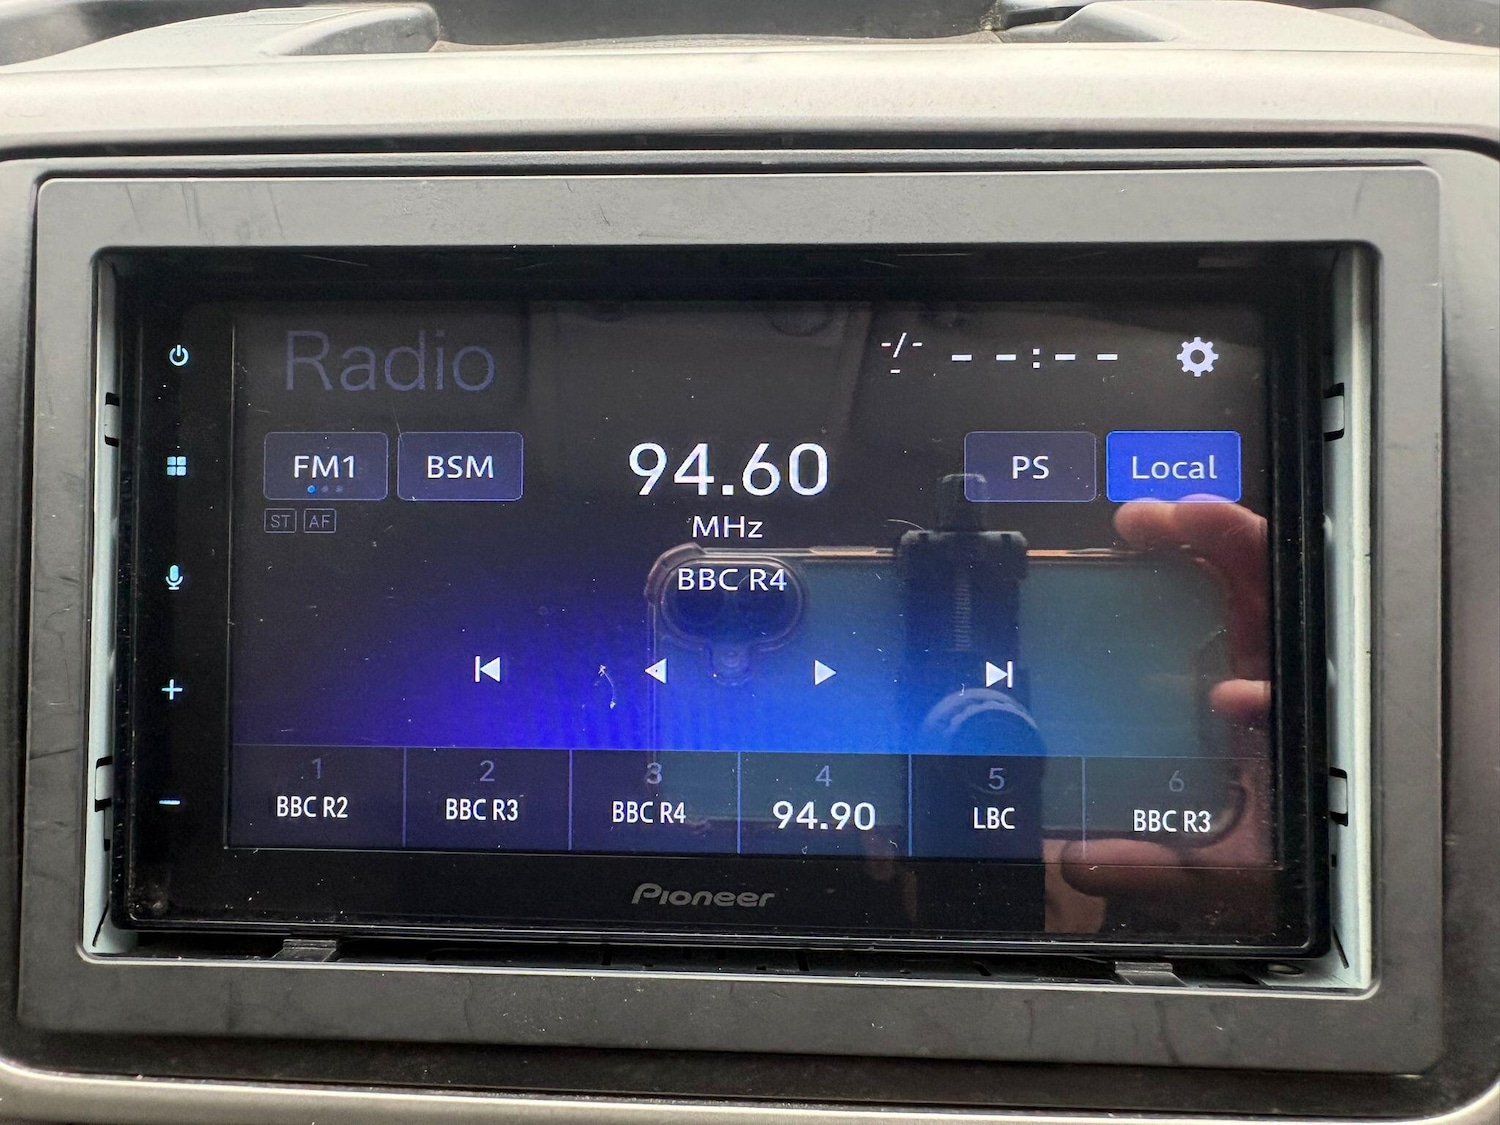 Radio
-/- --:--
FM1 BSM 94.60 PS Local
ST AF
MHz
BBC R4
1 2 3 4 5 6
BBC R2 BBC R3 BBC R4 94.90 LBC BBC R3
Pioneer